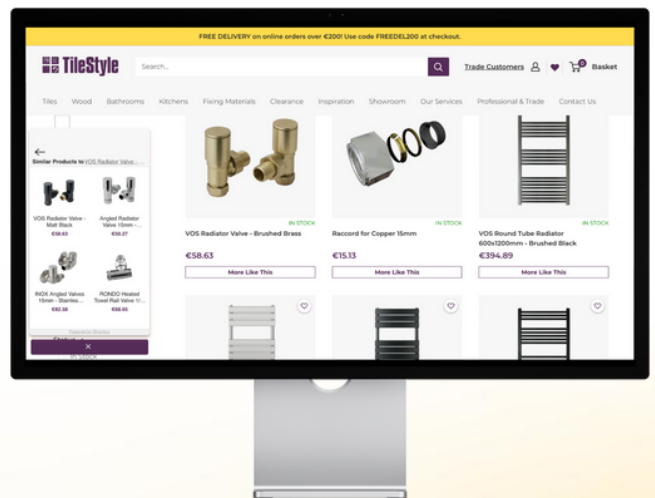 FREE DELIVERY on online orders over €200! Use code FREEDEL200 at checkout.
TileStyle
Search...
Trade Customers
0
Basket
Tiles Wood Bathrooms Kitchens Fixing Materials Clearance Inspiration Showroom Our Services Professional & Trade Contact Us
Similar Products to VOS Radiator Valve - ...
VOS Radiator Valve - Matt Black
€58.63
Angled Radiator Valve 15mm -...
€50.27
INOX Angled Valves 15mm - Stainles...
€82.58
RONDO Heated Towel Rail Valve 1/...
€88.65
×
In Stock
IN STOCK
VOS Radiator Valve - Brushed Brass
€58.63
More Like This
IN STOCK
Raccord for Copper 15mm
€15.13
More Like This
IN STOCK
VOS Round Tube Radiator
600x1200mm - Brushed Black
€394.89
More Like This